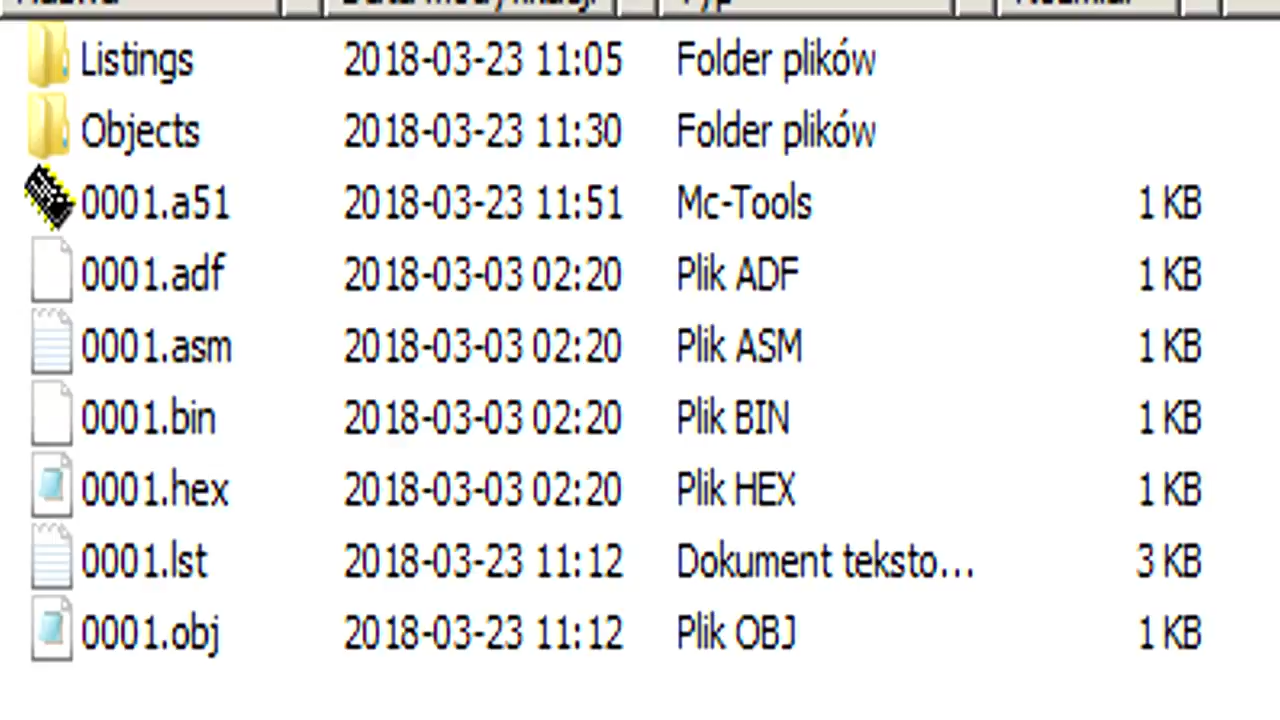 Listings 2018-03-23 11:05 Folder plików
Objects 2018-03-23 11:30 Folder plików
0001.a51 2018-03-23 11:51 Mc-Tools 1 KB
0001.adf 2018-03-03 02:20 Plik ADF 1 KB
0001.asm 2018-03-03 02:20 Plik ASM 1 KB
0001.bin 2018-03-03 02:20 Plik BIN 1 KB
0001.hex 2018-03-03 02:20 Plik HEX 1 KB
0001.lst 2018-03-23 11:12 Dokument teksto... 3 KB
0001.obj 2018-03-23 11:12 Plik OBJ 1 KB